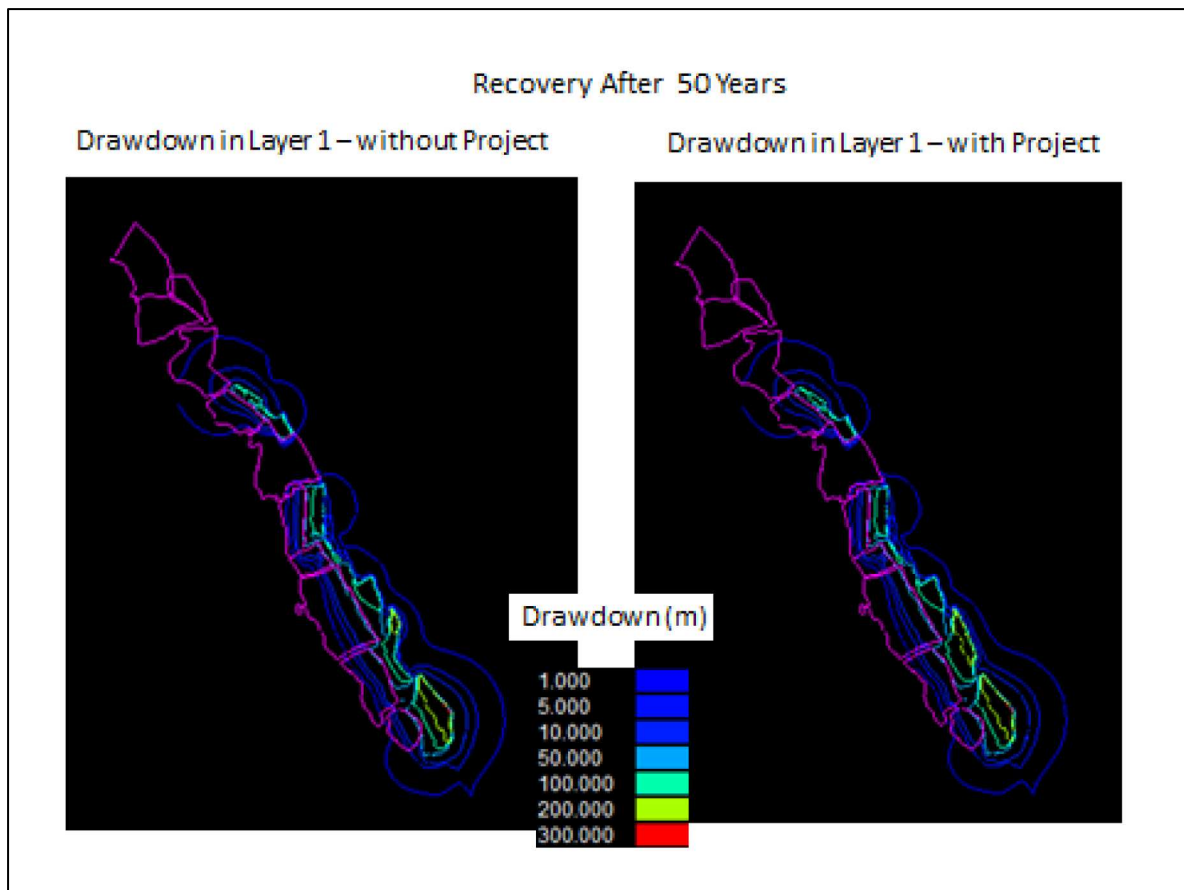 Recovery After 50 Years
Drawdown in Layer 1 – without Project
Drawdown in Layer 1 – with Project
Drawdown (m)
1.000
5.000
10.000
50.000
100.000
200.000
300.000